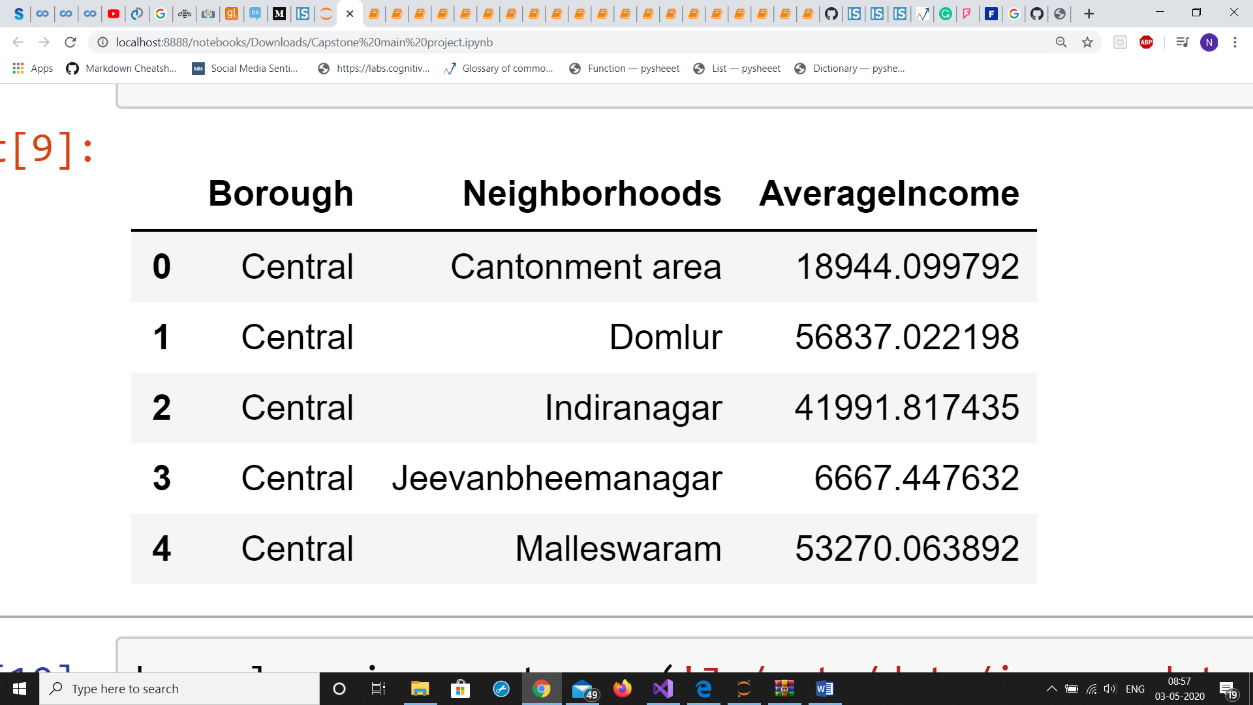 localhost:8888/notebooks/Downloads/Capstone%20main%20project.ipynb
Apps Markdown Cheatsh... Social Media Senti... https://labs.cognitiv... Glossary of commo... Function — pysheeet List — pysheeet Dictionary — pyshe...
t[9]:
Borough Neighborhoods AverageIncome
0 Central Cantonment area 18944.099792
1 Central Domlur 56837.022198
2 Central Indiranagar 41991.817435
3 Central Jeevanbheemanagar 6667.447632
4 Central Malleswaram 53270.063892
Type here to search 49 ENG 08:57 19
03-05-2020